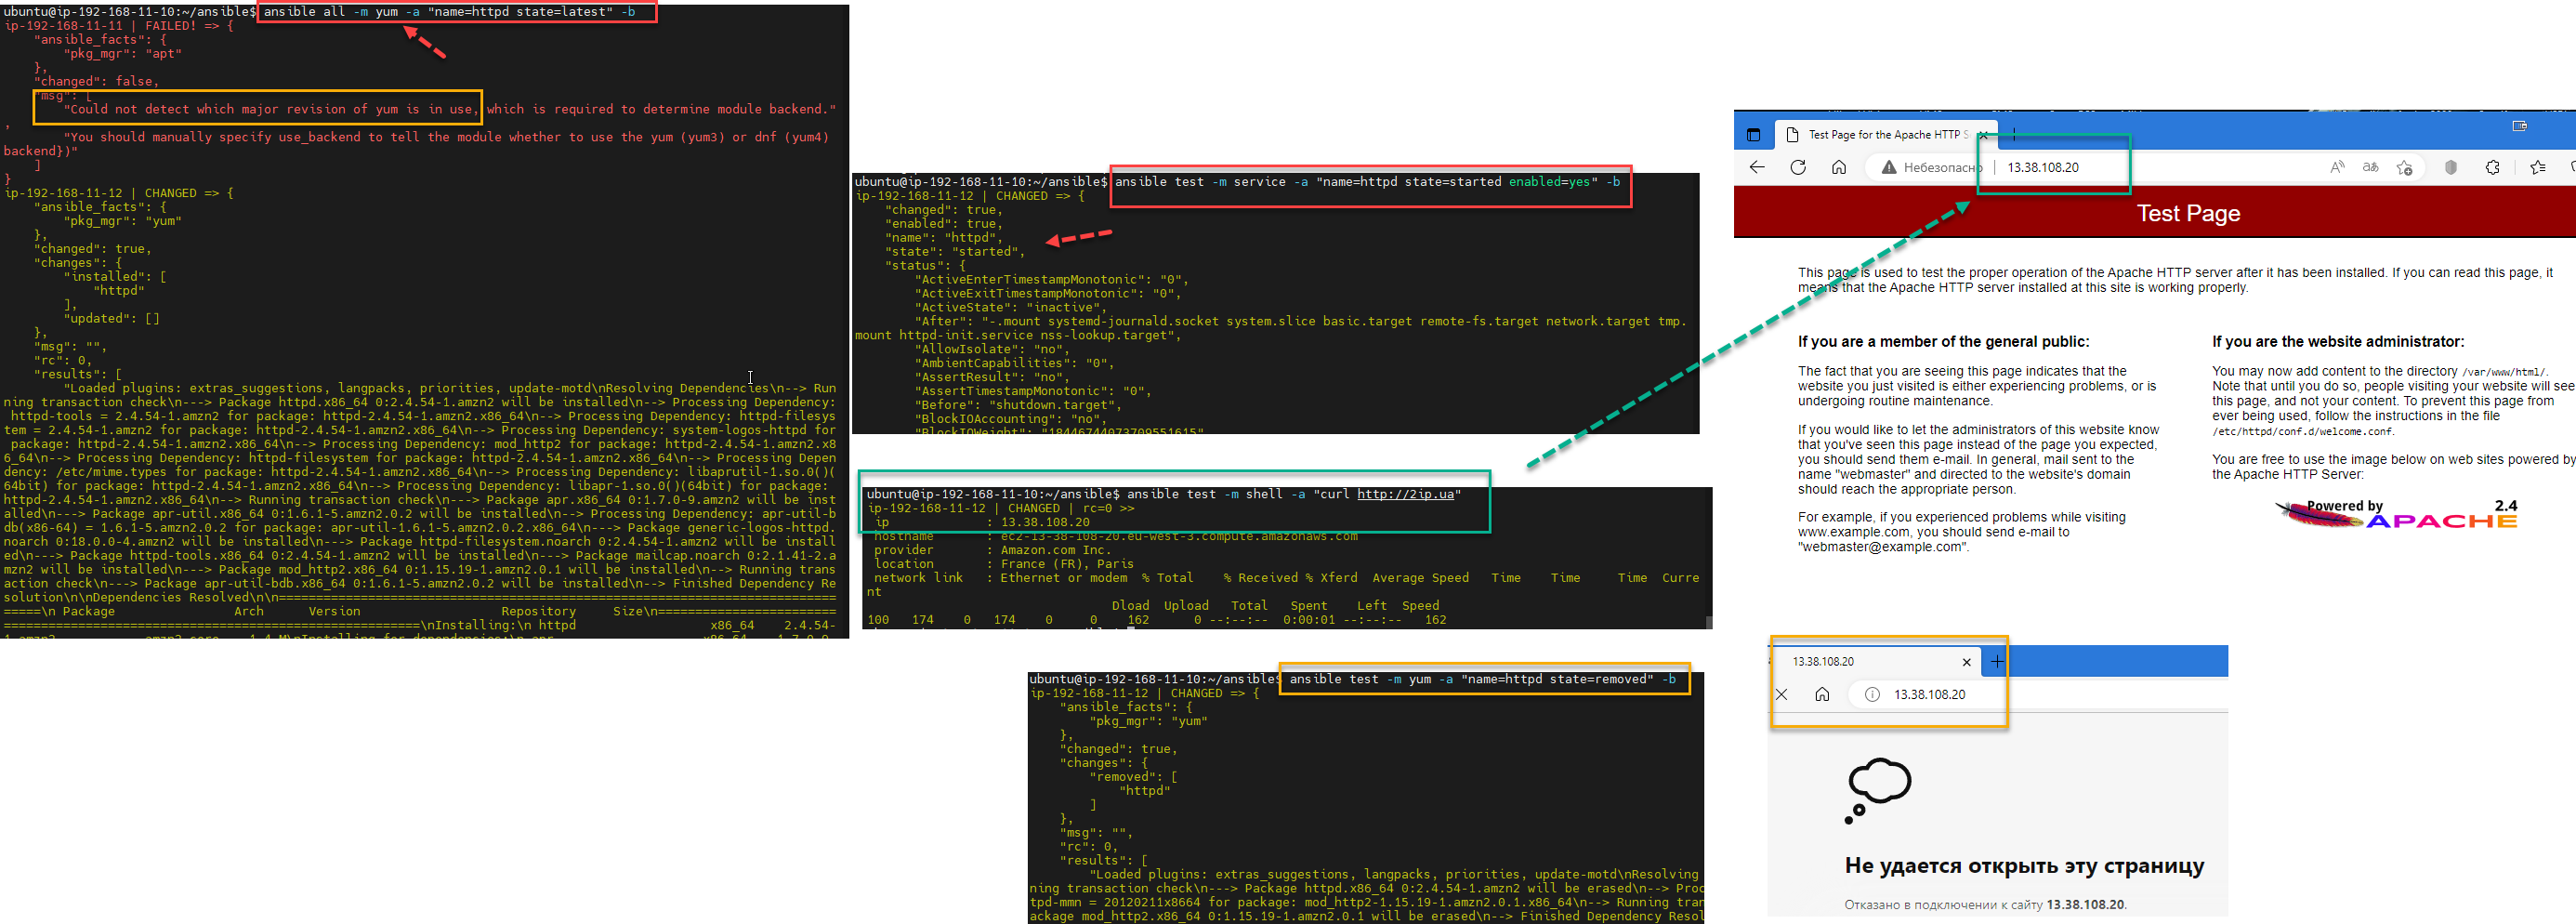 ubuntu@ip-192-168-11-10:~/ansible$ ansible all -m yum -a "name=httpd state=latest" -b
ip-192-168-11-11 | FAILED! => {
"ansible_facts": {
"pkg_mgr": "apt"
},
"changed": false,
"msg": [
"Could not detect which major revision of yum is in use, which is required to determine module backend."
,
"You should manually specify use_backend to tell the module whether to use the yum (yum3) or dnf (yum4)
backend})"
]
}
ip-192-168-11-12 | CHANGED => {
"ansible_facts": {
"pkg_mgr": "yum"
},
"changed": true,
"changes": {
"installed": [
"httpd"
],
"updated": []
},
"msg": "",
"rc": 0,
"results": [
"Loaded plugins: extras_suggestions, langpacks, priorities, update-motd\nResolving Dependencies\n--> Run
ning transaction check\n---> Package httpd.x86_64 0:2.4.54-1.amzn2 will be installed\n--> Processing Dependency:
httpd-tools = 2.4.54-1.amzn2 for package: httpd-2.4.54-1.amzn2.x86_64\n--> Processing Dependency: httpd-filesys
tem = 2.4.54-1.amzn2 for package: httpd-2.4.54-1.amzn2.x86_64\n--> Processing Dependency: system-logos-httpd for
package: httpd-2.4.54-1.amzn2.x86_64\n--> Processing Dependency: mod_http2 for package: httpd-2.4.54-1.amzn2.x8
6_64\n--> Processing Dependency: httpd-filesystem for package: httpd-2.4.54-1.amzn2.x86_64\n--> Processing Depen
dency: /etc/mime.types for package: httpd-2.4.54-1.amzn2.x86_64\n--> Processing Dependency: libaprutil-1.so.0()(
64bit) for package: httpd-2.4.54-1.amzn2.x86_64\n--> Processing Dependency: libapr-1.so.0()(64bit) for package:
httpd-2.4.54-1.amzn2.x86_64\n--> Running transaction check\n---> Package apr.x86_64 0:1.7.0-9.amzn2 will be inst
alled\n---> Package apr-util.x86_64 0:1.6.1-5.amzn2.0.2 will be installed\n--> Processing Dependency: apr-util-b
db(x86-64) = 1.6.1-5.amzn2.0.2 for package: apr-util-1.6.1-5.amzn2.0.2.x86_64\n---> Package generic-logos-httpd.
noarch 0:18.0.0-4.amzn2 will be installed\n---> Package httpd-filesystem.noarch 0:2.4.54-1.amzn2 will be install
ed\n---> Package httpd-tools.x86_64 0:2.4.54-1.amzn2 will be installed\n---> Package mailcap.noarch 0:2.1.41-2.a
mzn2 will be installed\n---> Package mod_http2.x86_64 0:1.15.19-1.amzn2.0.1 will be installed\n--> Running trans
action check\n---> Package apr-util-bdb.x86_64 0:1.6.1-5.amzn2.0.2 will be installed\n--> Finished Dependency Re
solution\n\nDependencies Resolved\n\n===========================================================================
=====\n Package Arch Version Repository Size\n========================
========================================================\nInstalling:\n httpd x86_64 2.4.54-
ubuntu@ip-192-168-11-10:~/ansible$ ansible test -m service -a "name=httpd state=started enabled=yes" -b
ip-192-168-11-12 | CHANGED => {
"changed": true,
"enabled": true,
"name": "httpd",
"state": "started",
"status": {
"ActiveEnterTimestampMonotonic": "0",
"ActiveExitTimestampMonotonic": "0",
"ActiveState": "inactive",
"After": "-.mount systemd-journald.socket system.slice basic.target remote-fs.target network.target tmp.
mount httpd-init.service nss-lookup.target",
"AllowIsolate": "no",
"AmbientCapabilities": "0",
"AssertResult": "no",
"AssertTimestampMonotonic": "0",
"Before": "shutdown.target",
"BlockIOAccounting": "no",
"BlockIOWeight": "18446744073709551615",
ubuntu@ip-192-168-11-10:~/ansible$ ansible test -m shell -a "curl http://2ip.ua"
ip-192-168-11-12 | CHANGED | rc=0 >>
ip : 13.38.108.20
hostname : ec2-13-38-108-20.eu-west-3.compute.amazonaws.com
provider : Amazon.com Inc.
location : France (FR), Paris
network link : Ethernet or modem % Total % Received % Xferd Average Speed Time Time Time Curre
nt
Dload Upload Total Spent Left Speed
100 174 0 174 0 0 162 0 --:--:-- 0:00:01 --:--:-- 162
ubuntu@ip-192-168-11-10:~/ansible$ ansible test -m yum -a "name=httpd state=removed" -b
ip-192-168-11-12 | CHANGED => {
"ansible_facts": {
"pkg_mgr": "yum"
},
"changed": true,
"changes": {
"removed": [
"httpd"
]
},
"msg": "",
"rc": 0,
"results": [
"Loaded plugins: extras_suggestions, langpacks, priorities, update-motd\nResolving
ning transaction check\n---> Package httpd.x86_64 0:2.4.54-1.amzn2 will be erased\n--> Proc
tpd-mmn = 20120211x8664 for package: mod_http2-1.15.19-1.amzn2.0.1.x86_64\n--> Running tran
ackage mod_http2.x86_64 0:1.15.19-1.amzn2.0.1 will be erased\n--> Finished Dependency Resol
Test Page for the Apache HTTP S
Небезопасно | 13.38.108.20
Test Page
This page is used to test the proper operation of the Apache HTTP server after it has been installed. If you can read this page, it
means that the Apache HTTP server installed at this site is working properly.
If you are a member of the general public:
The fact that you are seeing this page indicates that the
website you just visited is either experiencing problems, or is
undergoing routine maintenance.
If you would like to let the administrators of this website know
that you've seen this page instead of the page you expected,
you should send them e-mail. In general, mail sent to the
name "webmaster" and directed to the website's domain
should reach the appropriate person.
For example, if you experienced problems while visiting
www.example.com, you should send e-mail to
"webmaster@example.com".
If you are the website administrator:
You may now add content to the directory /var/www/html/.
Note that until you do so, people visiting your website will see
this page, and not your content. To prevent this page from
ever being used, follow the instructions in the file
/etc/httpd/conf.d/welcome.conf.
You are free to use the image below on web sites powered by
the Apache HTTP Server:
Powered by 2.4
APACHE
13.38.108.20
13.38.108.20
Не удается открыть эту страницу
Отказано в подключении к сайту 13.38.108.20.